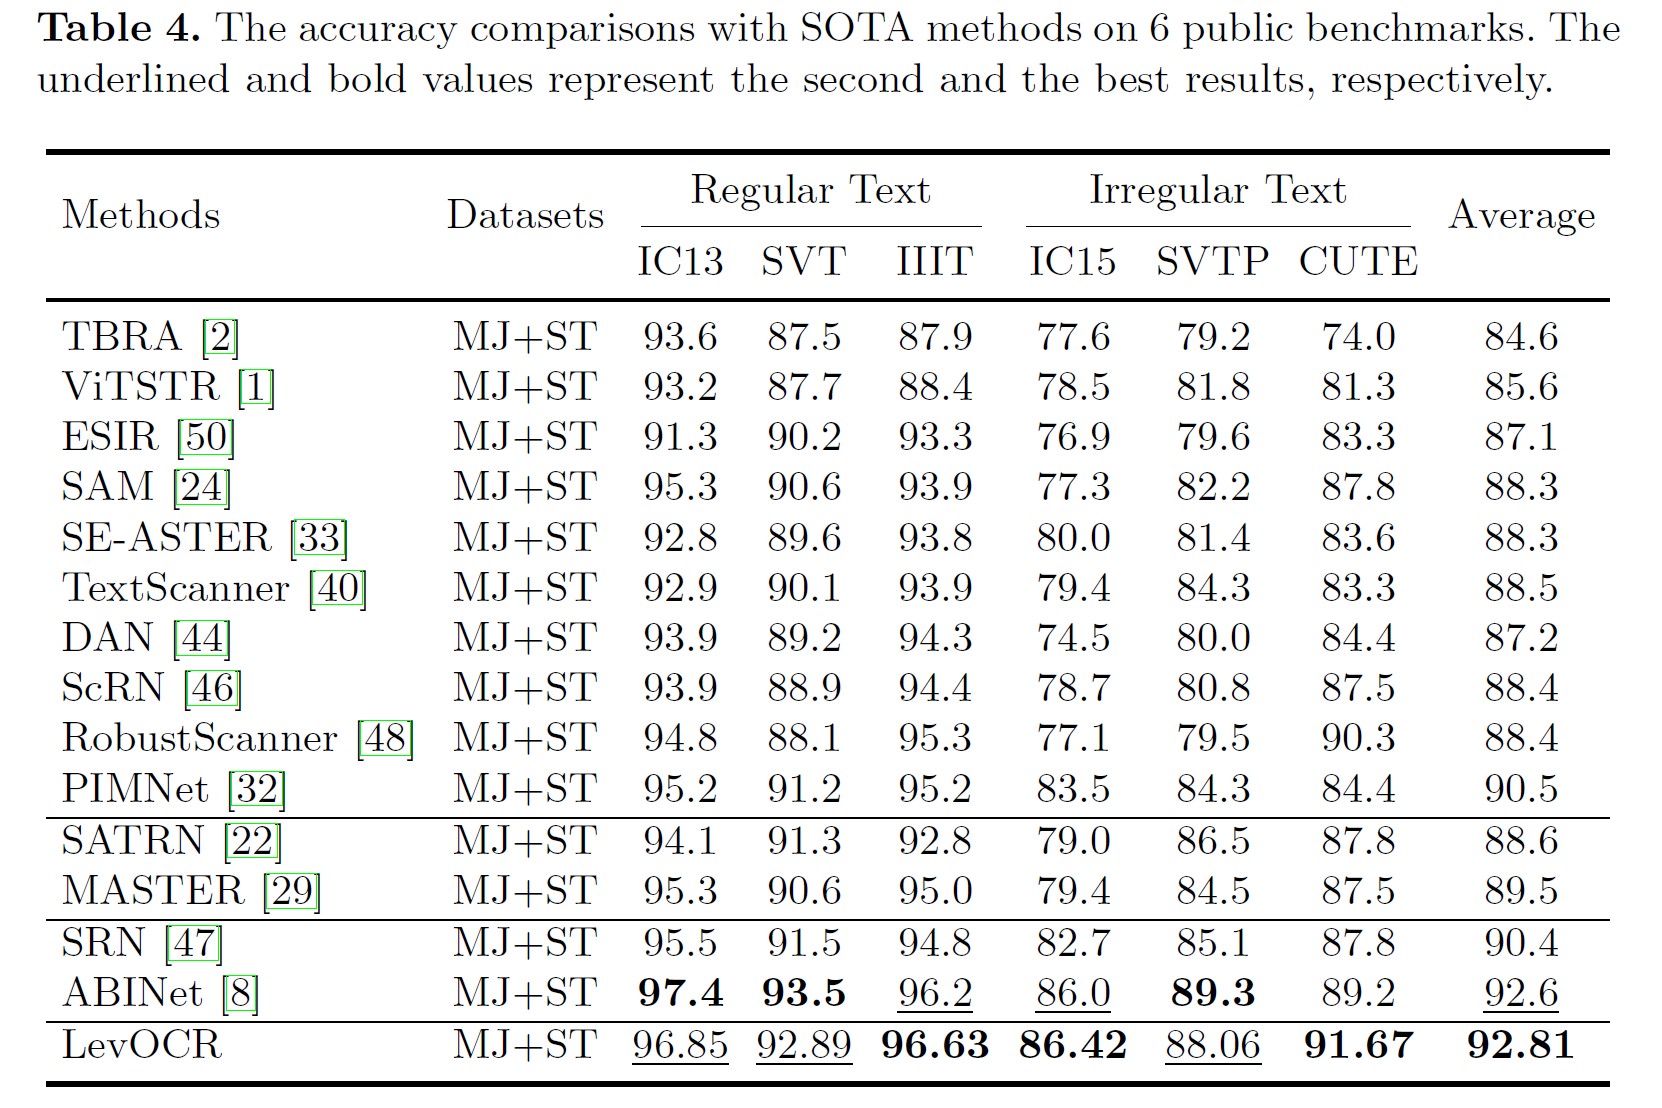 Table 4. The accuracy comparisons with SOTA methods on 6 public benchmarks. The
underlined and bold values represent the second and the best results, respectively.
Methods Datasets Regular Text Irregular Text Average
IC13 SVT IIIT IC15 SVTP CUTE
TBRA [2] MJ+ST 93.6 87.5 87.9 77.6 79.2 74.0 84.6
ViTSTR [1] MJ+ST 93.2 87.7 88.4 78.5 81.8 81.3 85.6
ESIR [50] MJ+ST 91.3 90.2 93.3 76.9 79.6 83.3 87.1
SAM [24] MJ+ST 95.3 90.6 93.9 77.3 82.2 87.8 88.3
SE-ASTER [33] MJ+ST 92.8 89.6 93.8 80.0 81.4 83.6 88.3
TextScanner [40] MJ+ST 92.9 90.1 93.9 79.4 84.3 83.3 88.5
DAN [44] MJ+ST 93.9 89.2 94.3 74.5 80.0 84.4 87.2
ScRN [46] MJ+ST 93.9 88.9 94.4 78.7 80.8 87.5 88.4
RobustScanner [48] MJ+ST 94.8 88.1 95.3 77.1 79.5 90.3 88.4
PIMNet [32] MJ+ST 95.2 91.2 95.2 83.5 84.3 84.4 90.5
SATRN [22] MJ+ST 94.1 91.3 92.8 79.0 86.5 87.8 88.6
MASTER [29] MJ+ST 95.3 90.6 95.0 79.4 84.5 87.5 89.5
SRN [47] MJ+ST 95.5 91.5 94.8 82.7 85.1 87.8 90.4
ABINet [8] MJ+ST 97.4 93.5 96.2 86.0 89.3 89.2 92.6
LevOCR MJ+ST 96.85 92.89 96.63 86.42 88.06 91.67 92.81